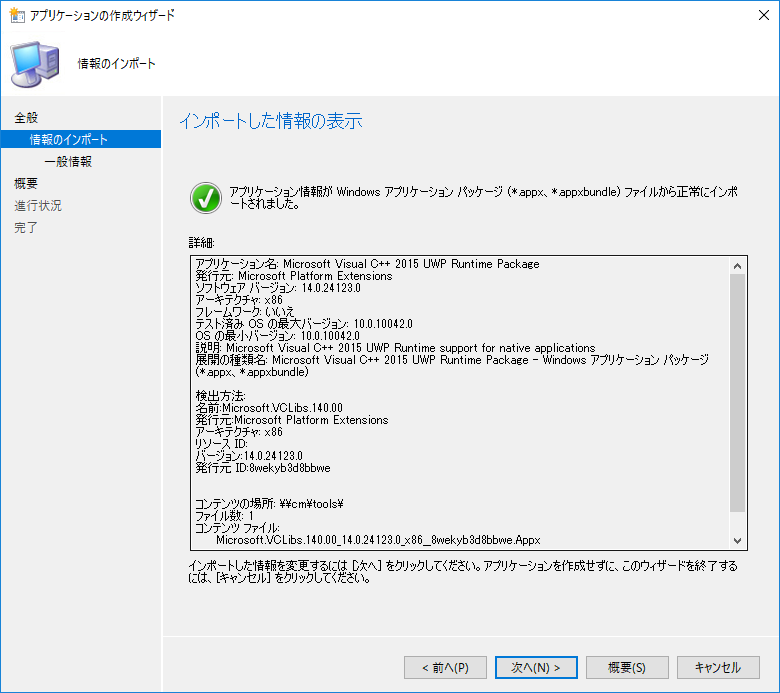 アプリケーションの作成ウィザード
情報のインポート
全般
情報のインポート
一般情報
概要
進行状況
完了
インポートした情報の表示
アプリケーション情報が Windows アプリケーション パッケージ (*.appx、*.appxbundle) ファイルから正常にインポ
ートされました。
詳細:
アプリケーション名: Microsoft Visual C++ 2015 UWP Runtime Package
発行元: Microsoft Platform Extensions
ソフトウェア バージョン: 14.0.24123.0
アーキテクチャ: x86
フレームワーク: いいえ
テスト済み OS の最大バージョン: 10.0.10042.0
OS の最小バージョン: 10.0.10042.0
説明: Microsoft Visual C++ 2015 UWP Runtime support for native applications
展開の種類名: Microsoft Visual C++ 2015 UWP Runtime Package - Windows アプリケーション パッケージ
(*.appx、*.appxbundle)
検出方法:
名前:Microsoft.VCLibs.140.00
発行元:Microsoft Platform Extensions
アーキテクチャ: x86
リソース ID:
バージョン:14.0.24123.0
発行元 ID:8wekyb3d8bbwe
コンテンツの場所: ¥¥cm¥tools¥
ファイル数: 1
コンテンツ ファイル:
Microsoft.VCLibs.140.00_14.0.24123.0_x86__8wekyb3d8bbwe.Appx
インポートした情報を変更するには [次へ] をクリックしてください。アプリケーションを作成せずに、このウィザードを終了する
には、[キャンセル] をクリックしてください。
< 前へ(P)
次へ(N) >
概要(S)
キャンセル